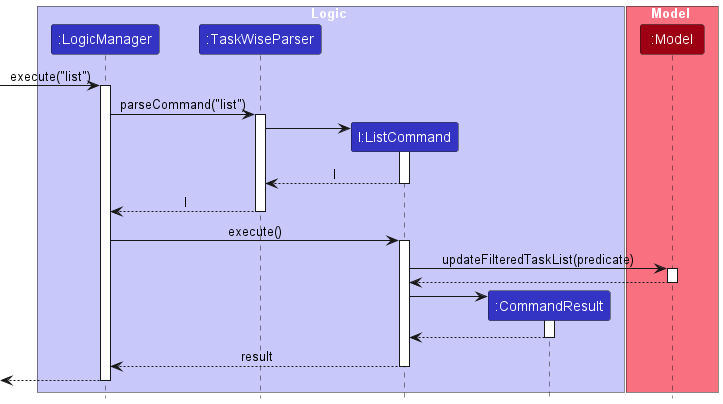 Logic
Model
:LogicManager
:TaskWiseParser
:Model
execute("list")
parseCommand("list")
l:ListCommand
l
l
execute()
updateFilteredTaskList(predicate)
:CommandResult
result